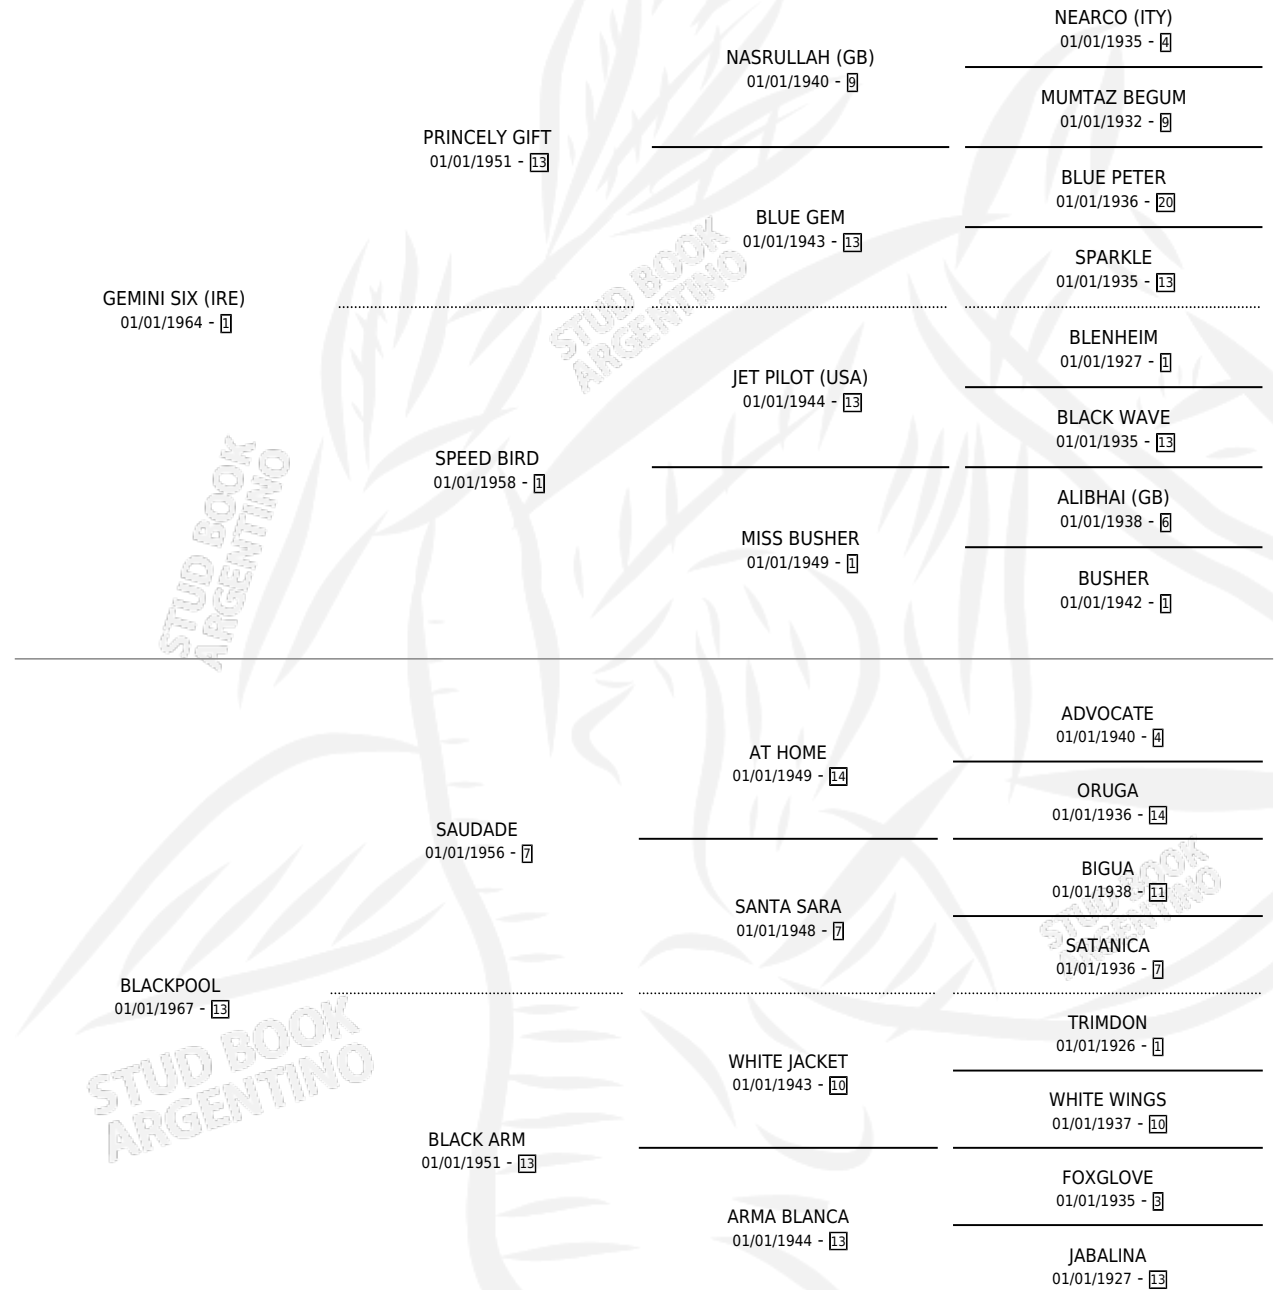 NEARCO (ITY)
01/01/1935 - 4
NASRULLAH (GB)
01/01/1940 - 9
MUMTAZ BEGUM
01/01/1932 - 9
PRINCELY GIFT
01/01/1951 - 13
BLUE PETER
01/01/1936 - 20
BLUE GEM
01/01/1943 - 13
SPARKLE
01/01/1935 - 13
GEMINI SIX (IRE)
01/01/1964 - 1
BLENHEIM
01/01/1927 - 1
JET PILOT (USA)
01/01/1944 - 13
BLACK WAVE
01/01/1935 - 13
SPEED BIRD
01/01/1958 - 1
ALIBHAI (GB)
01/01/1938 - 6
MISS BUSHER
01/01/1949 - 1
BUSHER
01/01/1942 - 1
STUD BOOK
ARGENTINO
STUD BOOK
ARGENTINO
ADVOCATE
01/01/1940 - 4
AT HOME
01/01/1949 - 14
ORUGA
01/01/1936 - 14
SAUDADE
01/01/1956 - 7
BIGUA
01/01/1938 - 11
SANTA SARA
01/01/1948 - 7
SATANICA
01/01/1936 - 7
STUD BOOK
ARGENTINO
BLACKPOOL
01/01/1967 - 13
TRIMDON
01/01/1926 - 1
WHITE JACKET
01/01/1943 - 10
WHITE WINGS
01/01/1937 - 10
STUD BOOK
ARGENTINO
BLACK ARM
01/01/1951 - 13
FOXGLOVE
01/01/1935 - 3
ARMA BLANCA
01/01/1944 - 13
JABALINA
01/01/1927 - 13